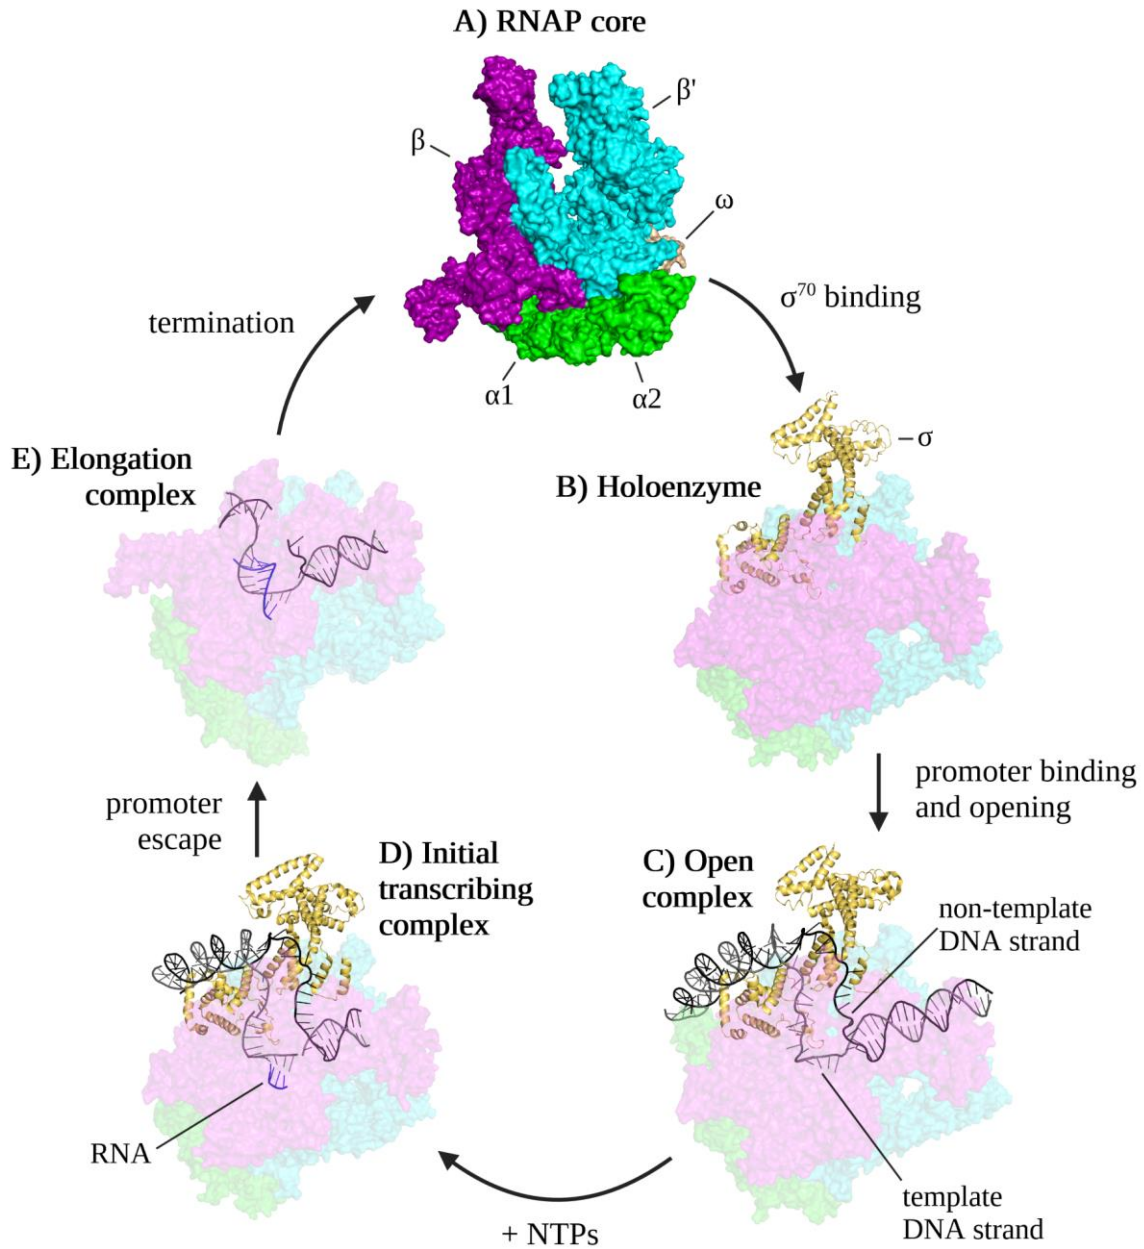 A) RNAP core
β'
β
ω
σ⁷⁰ binding
termination
α1
α2
E) Elongation
complex
σ
B) Holoenzyme
promoter binding
and opening
promoter
escape
D) Initial
transcribing
complex
C) Open
complex
non-template
DNA strand
RNA
template
DNA strand
+ NTPs